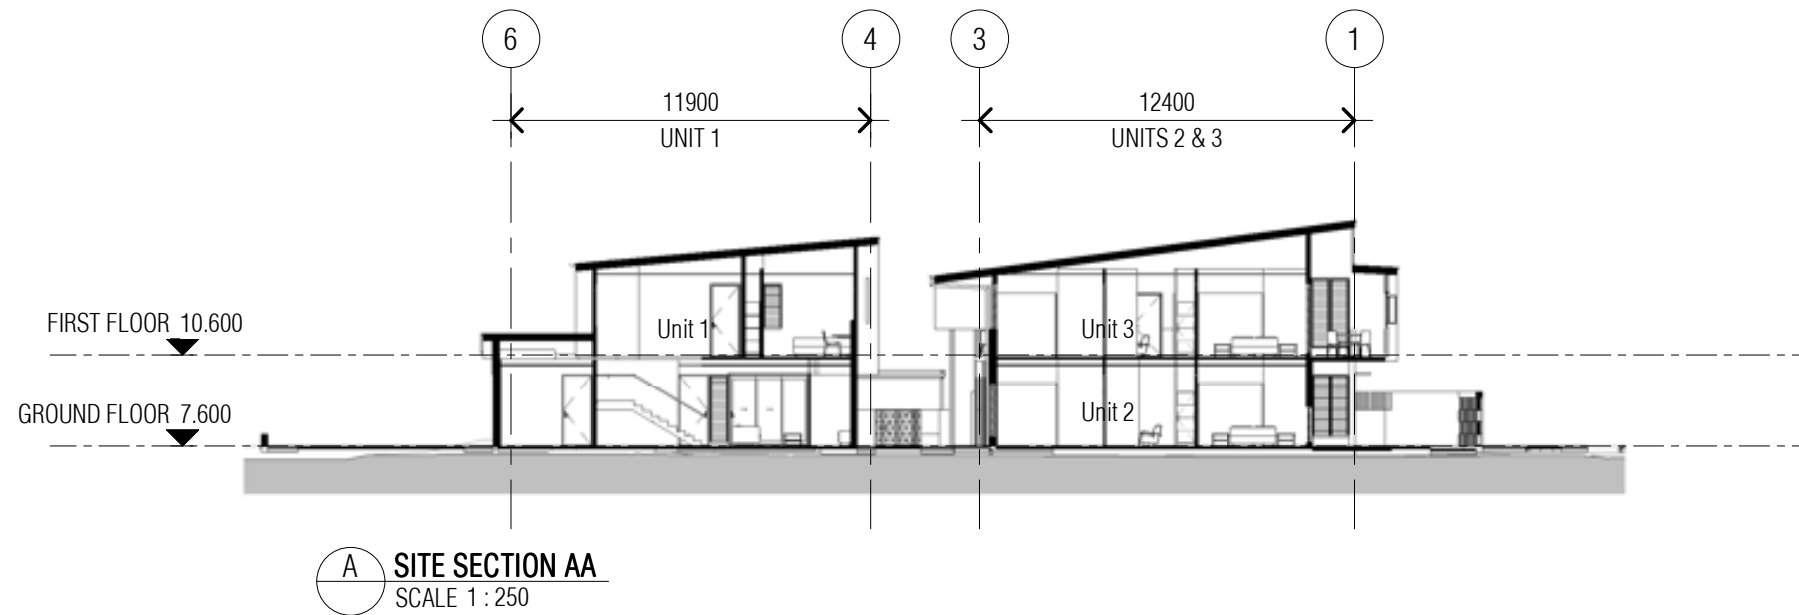 6
4
3
1
11900
UNIT 1
12400
UNITS 2 & 3
FIRST FLOOR 10.600
Unit 1
Unit 3
GROUND FLOOR 7.600
Unit 2
A
SITE SECTION AA
SCALE 1 : 250